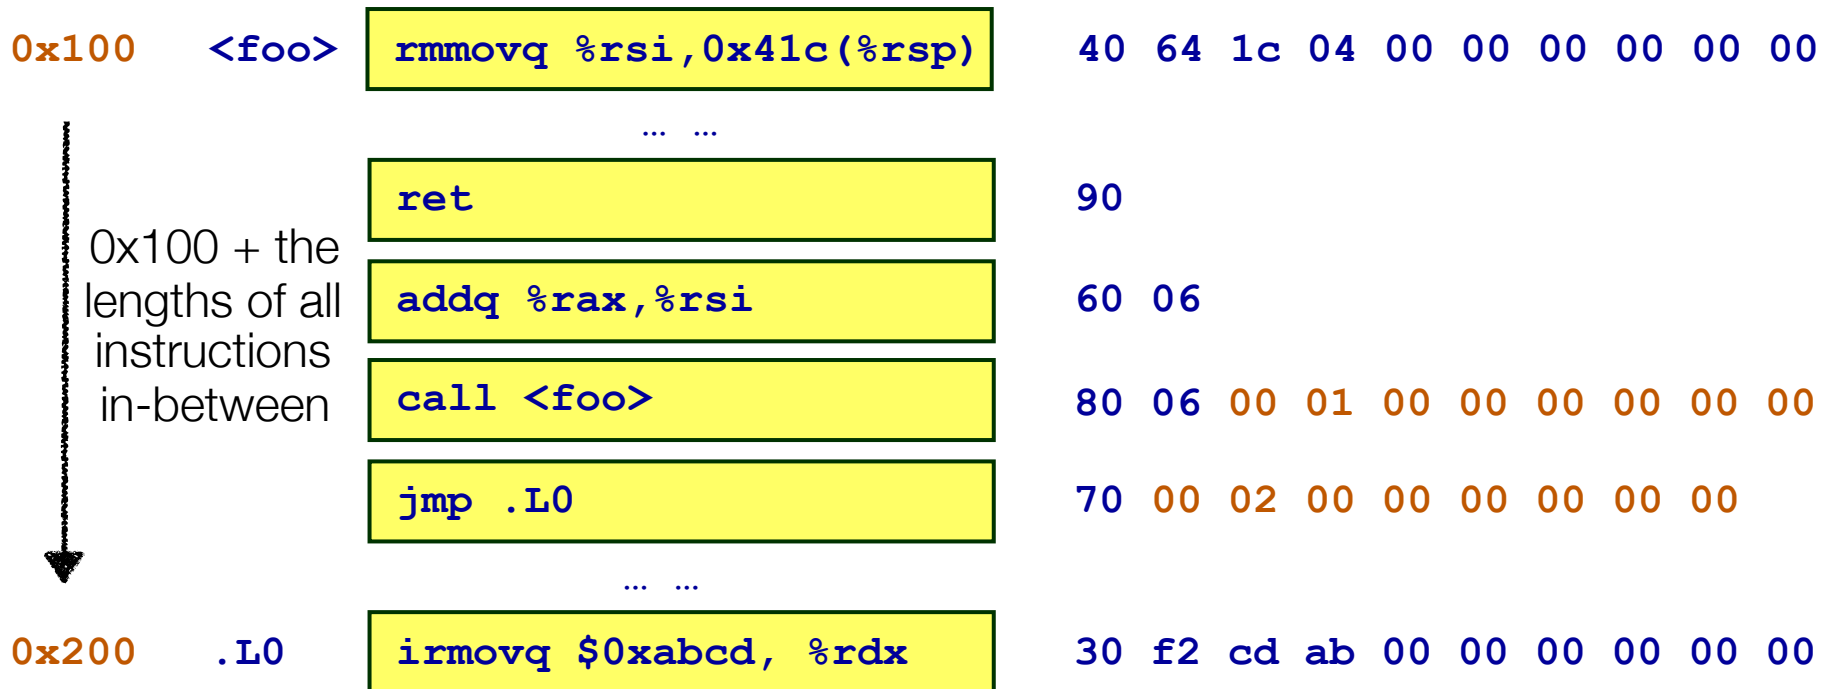 0x100 <foo> rmmovq %rsi,0x41c(%rsp) 40 64 1c 04 00 00 00 00 00 00
… …
ret 90
0x100 + the
lengths of all
instructions
in-between
addq %rax,%rsi 60 06
call <foo> 80 06 00 01 00 00 00 00 00 00
jmp .L0 70 00 02 00 00 00 00 00 00
… …
0x200 .L0 irmovq $0xabcd, %rdx 30 f2 cd ab 00 00 00 00 00 00